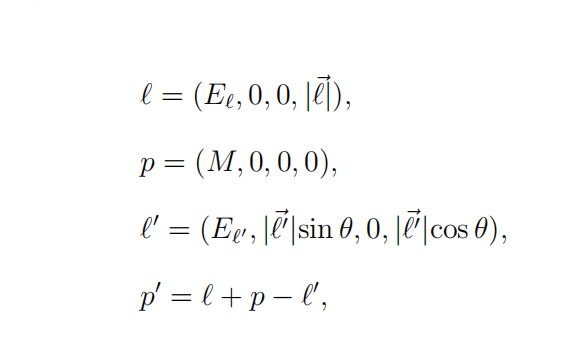 ℓ = (E_ℓ, 0, 0, |ℓ⃗|),
p = (M, 0, 0, 0),
ℓ′ = (E_ℓ′, |ℓ⃗′|sin θ, 0, |ℓ⃗′|cos θ),
p′ = ℓ + p − ℓ′,